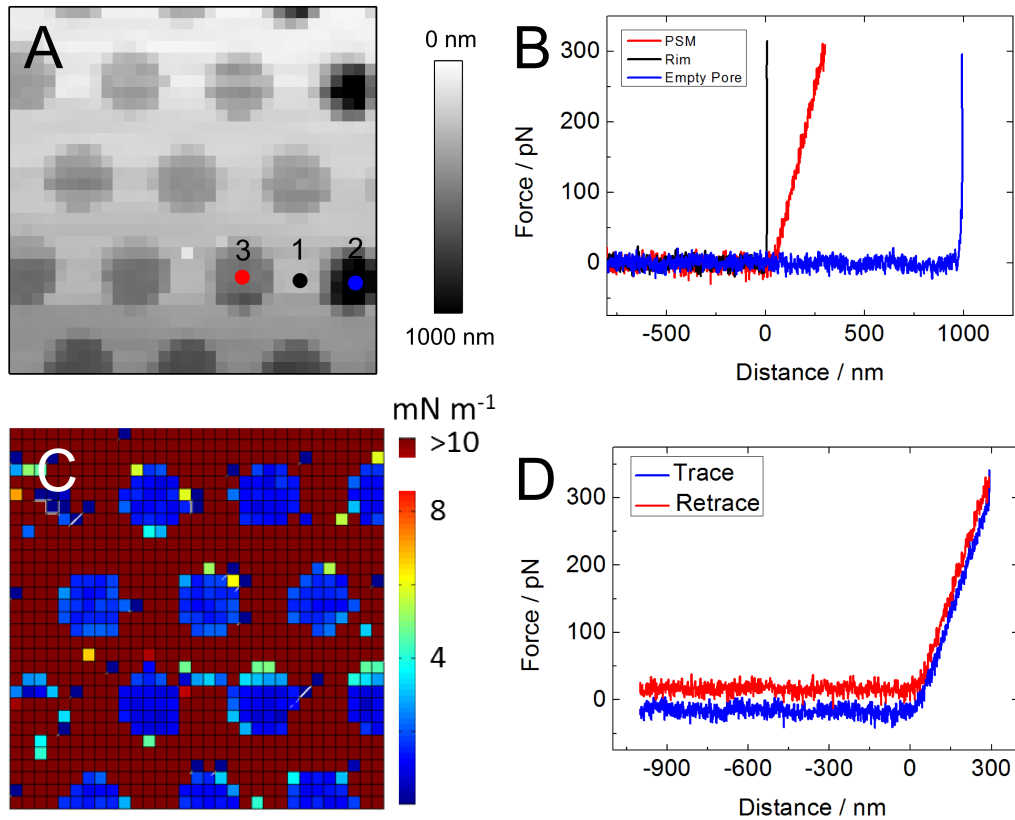 A
3
1
2
0 nm
1000 nm
B
PSM
Rim
Empty Pore
Force / pN
300
200
100
0
-500
0
500
1000
Distance / nm
C
mN m⁻¹
>10
8
4
D
Trace
Retrace
Force / pN
300
200
100
0
-900
-600
-300
0
300
Distance / nm